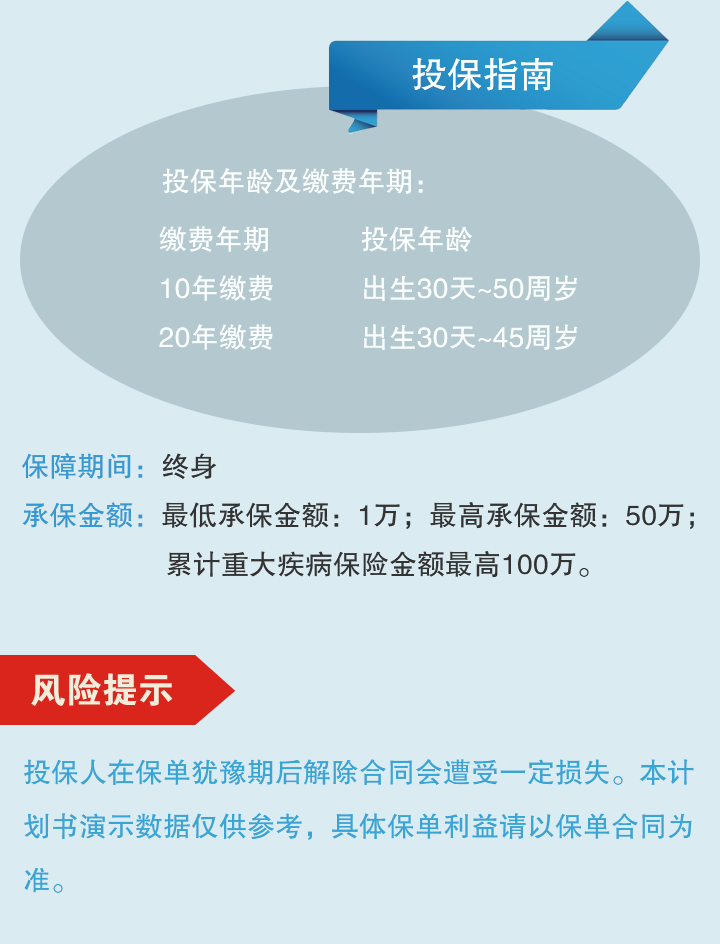 投保指南
投保年龄及缴费年期：
缴费年期 投保年龄
10年缴费 出生30天~50周岁
20年缴费 出生30天~45周岁
保障期间：终身
承保金额：最低承保金额：1万；最高承保金额：50万；
累计重大疾病保险金额最高100万。
风险提示
投保人在保单犹豫期后解除合同会遭受一定损失。本计
划书演示数据仅供参考，具体保单利益请以保单合同为
准。